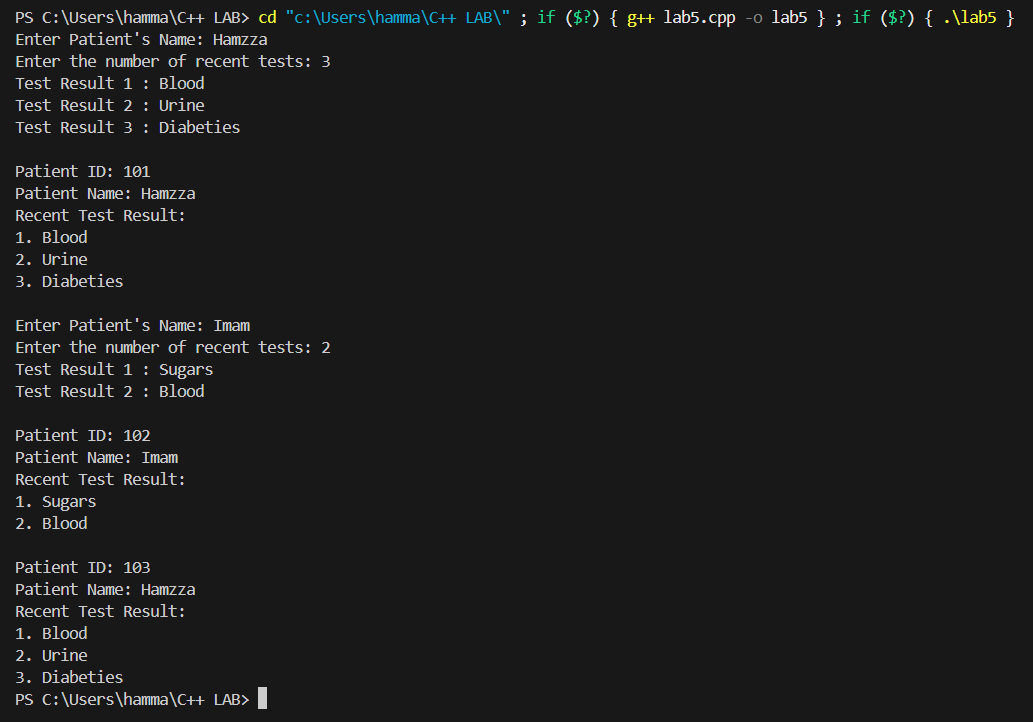 PS C:\Users\hamma\C++ LAB> cd "c:\Users\hamma\C++ LAB\" ; if ($?) { g++ lab5.cpp -o lab5 } ; if ($?) { .\lab5 }
Enter Patient's Name: Hamzza
Enter the number of recent tests: 3
Test Result 1 : Blood
Test Result 2 : Urine
Test Result 3 : Diabeties
Patient ID: 101
Patient Name: Hamzza
Recent Test Result:
1. Blood
2. Urine
3. Diabeties
Enter Patient's Name: Imam
Enter the number of recent tests: 2
Test Result 1 : Sugars
Test Result 2 : Blood
Patient ID: 102
Patient Name: Imam
Recent Test Result:
1. Sugars
2. Blood
Patient ID: 103
Patient Name: Hamzza
Recent Test Result:
1. Blood
2. Urine
3. Diabeties
PS C:\Users\hamma\C++ LAB>